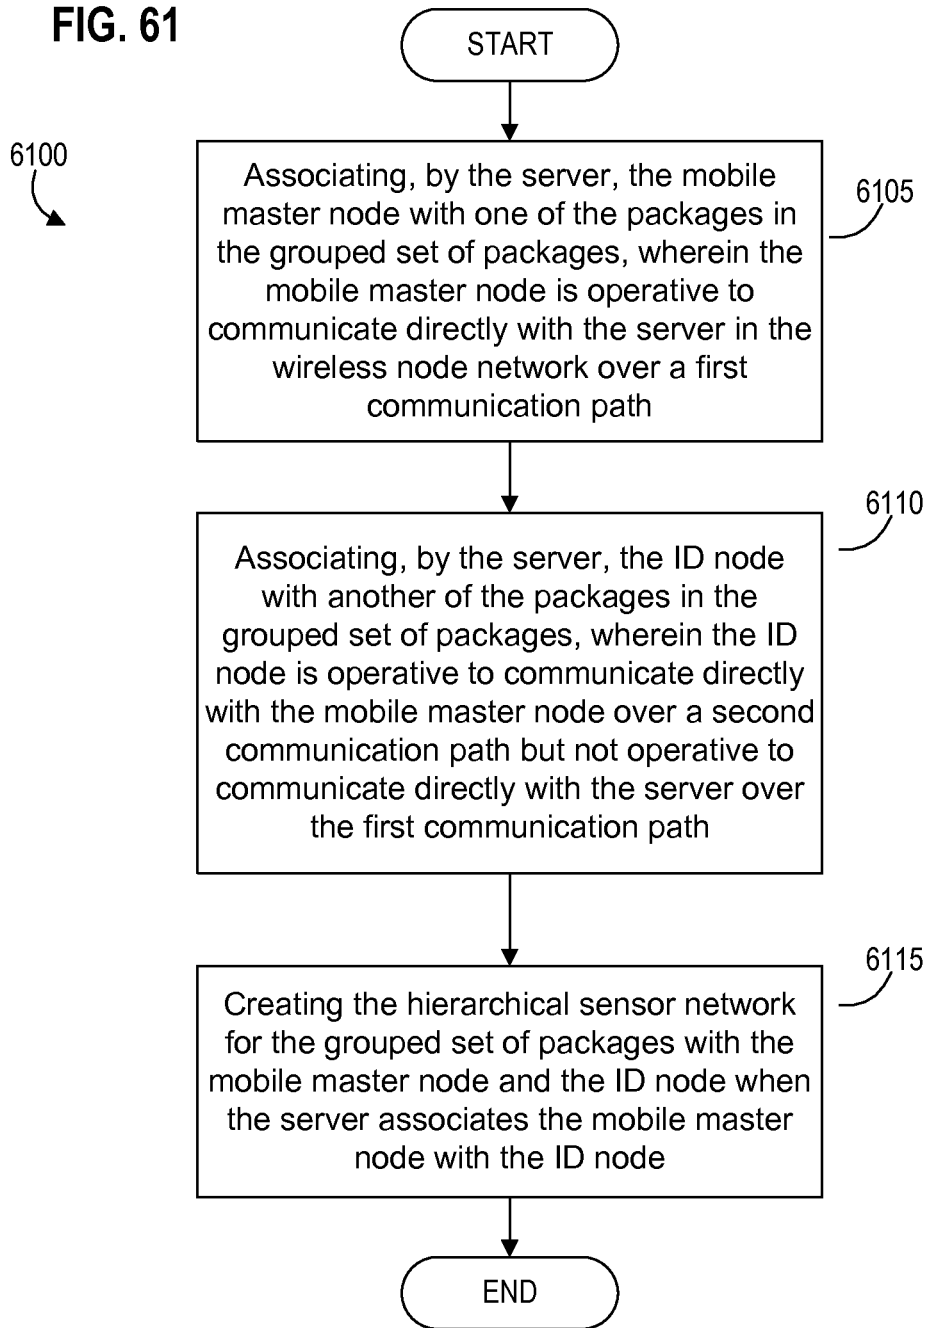 FIG. 61
START
6100
6105
Associating, by the server, the mobile
master node with one of the packages in
the grouped set of packages, wherein the
mobile master node is operative to
communicate directly with the server in the
wireless node network over a first
communication path
6110
Associating, by the server, the ID node
with another of the packages in the
grouped set of packages, wherein the ID
node is operative to communicate directly
with the mobile master node over a second
communication path but not operative to
communicate directly with the server over
the first communication path
6115
Creating the hierarchical sensor network
for the grouped set of packages with the
mobile master node and the ID node when
the server associates the mobile master
node with the ID node
END